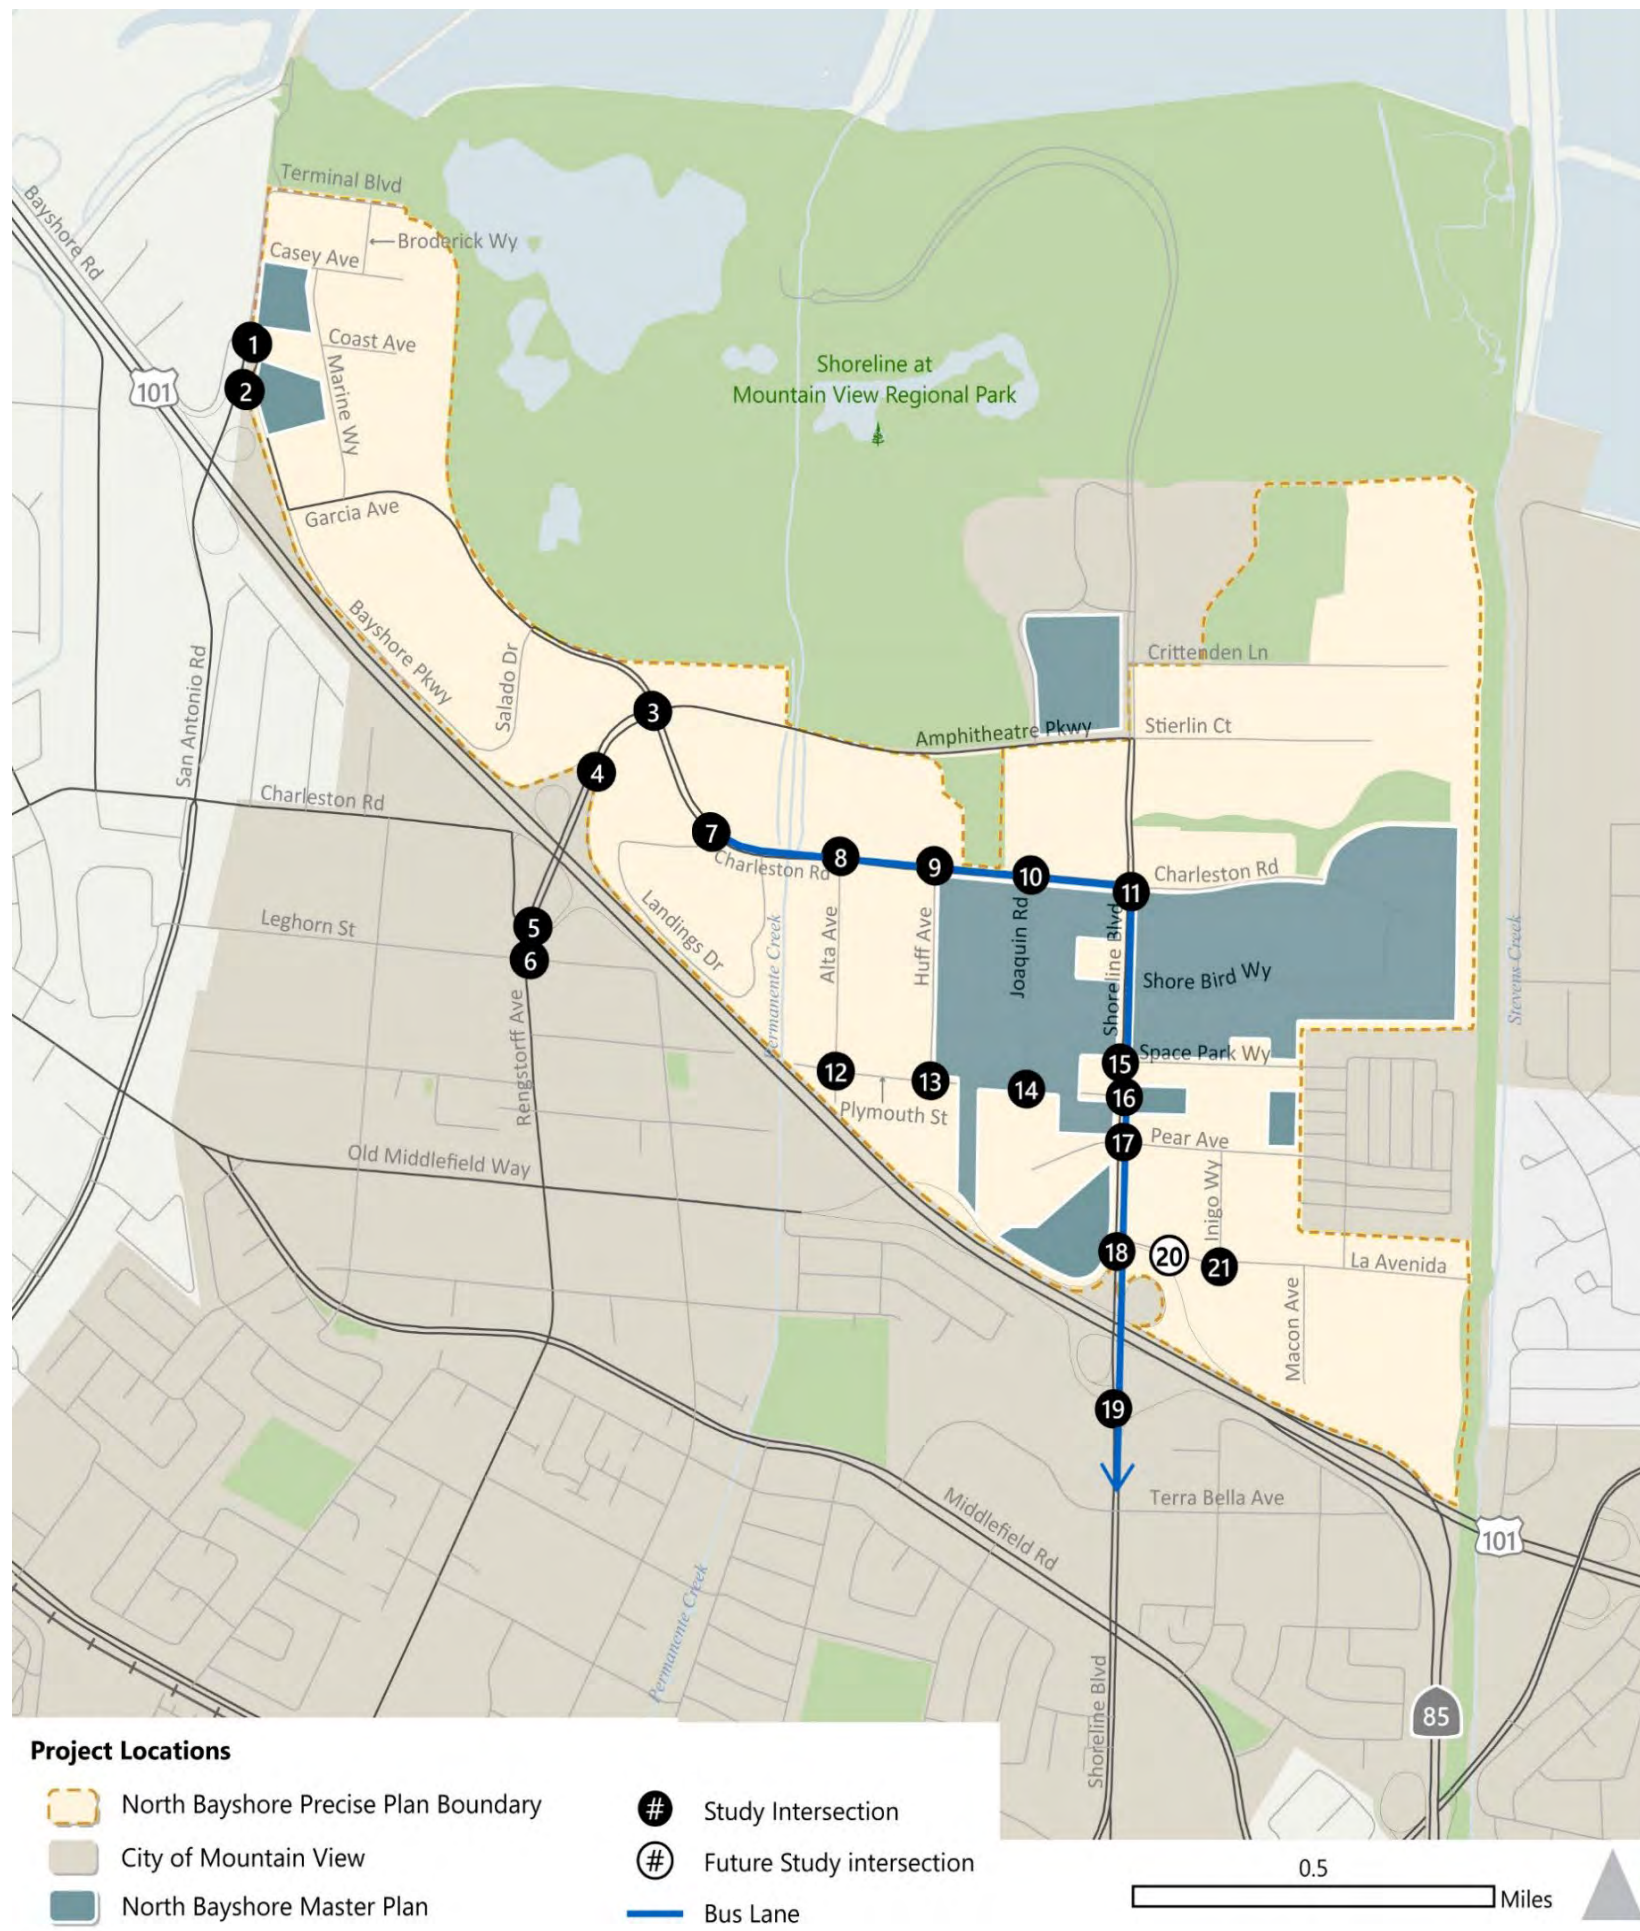 Terminal Blvd
Bayshore Rd
Broderick Wy
Casey Ave
1
Coast Ave
Marine Wy
2
101
Shoreline at
Mountain View Regional Park
Garcia Ave
Bayshore Pkwy
Salado Dr
San Antonio Rd
Crittenden Ln
3
Amphitheatre Pkwy
Stierlin Ct
4
Charleston Rd
7
8
9
10
11
Charleston Rd
Charleston Rd
Landings Dr
Leghorn St
5
6
Permanente Creek
Alta Ave
Huff Ave
Joaquin Rd
Shoreline Blvd
Shore Bird Wy
Stevens Creek
Rengstorff Ave
12
13
14
15
Space Park Wy
16
Plymouth St
17
Pear Ave
Old Middlefield Way
Inigo Wy
18
20
21
La Avenida
Macon Ave
19
Terra Bella Ave
Middlefield Rd
101
Permanente Creek
Shoreline Blvd
85
Project Locations
North Bayshore Precise Plan Boundary
City of Mountain View
North Bayshore Master Plan
# Study Intersection
# Future Study intersection
Bus Lane
0.5
Miles